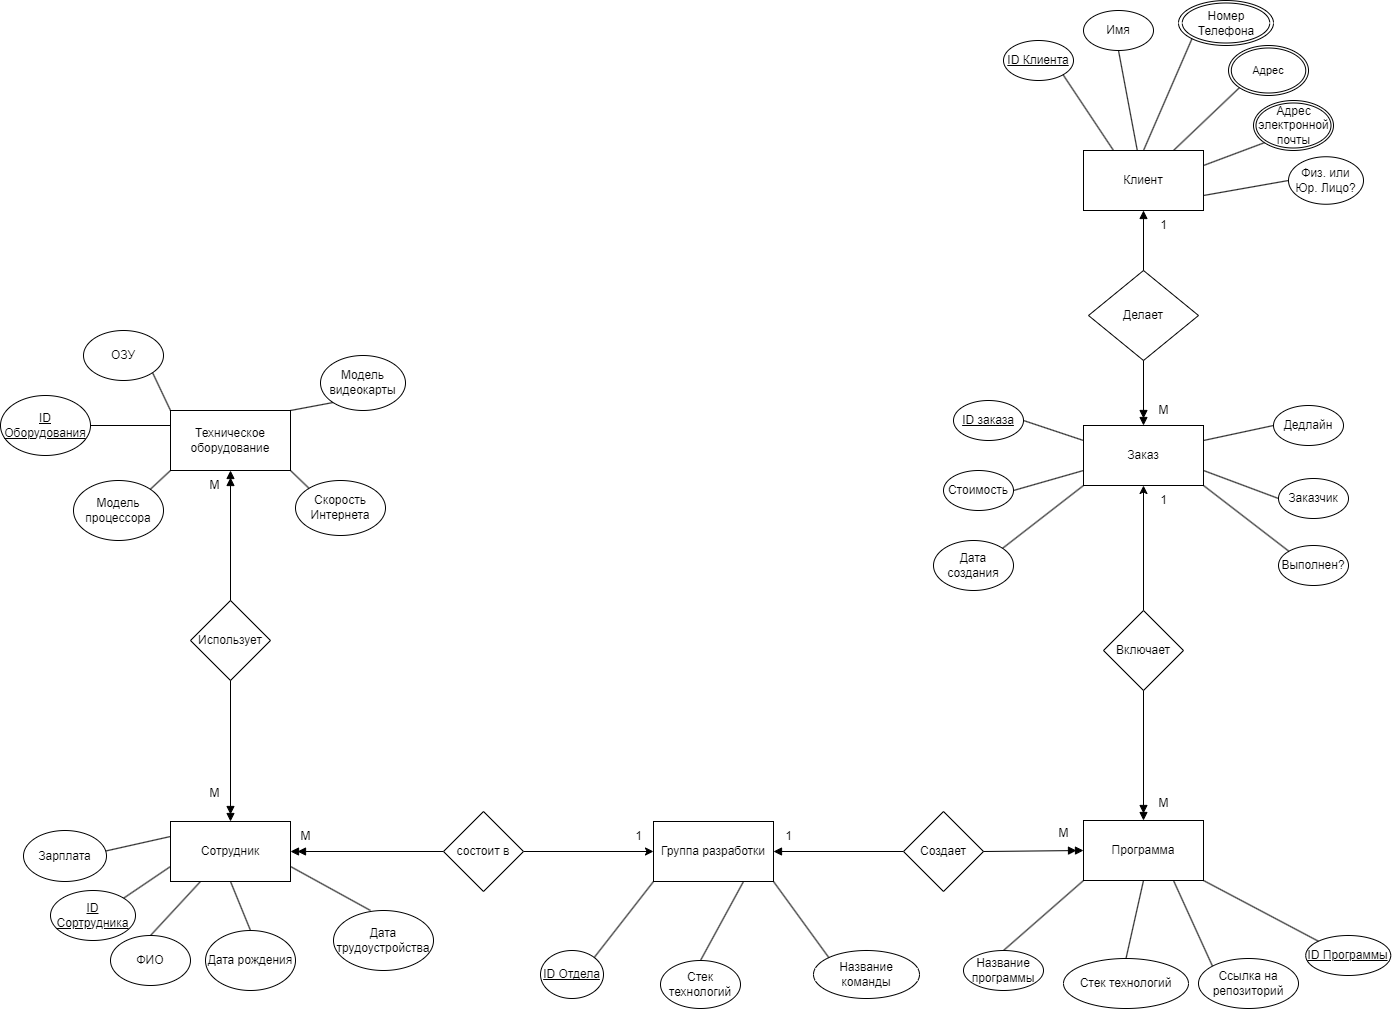 Номер
Телефона
Имя
ID Клиента
Адрес
Адрес
электронной
почты
Клиент
Физ. или
Юр. Лицо?
1
Делает
М
ОЗУ
Модель
видеокарты
ID
Оборудования
Техническое
оборудование
М
Модель
процессора
Скорость
Интернета
ID заказа
Дедлайн
Заказ
Стоимость
Заказчик
1
Дата
создания
Выполнен?
Использует
Включает
М
М
Зарплата
Сотрудник
М
состоит в
1
Группа разработки
1
Создает
М
Программа
ID
Сортрудника
ФИО
Дата рождения
Дата
трудоустройства
ID Отдела
Стек
технологий
Название
команды
Название
программы
Стек технологий
Ссылка на
репозиторий
ID Программы